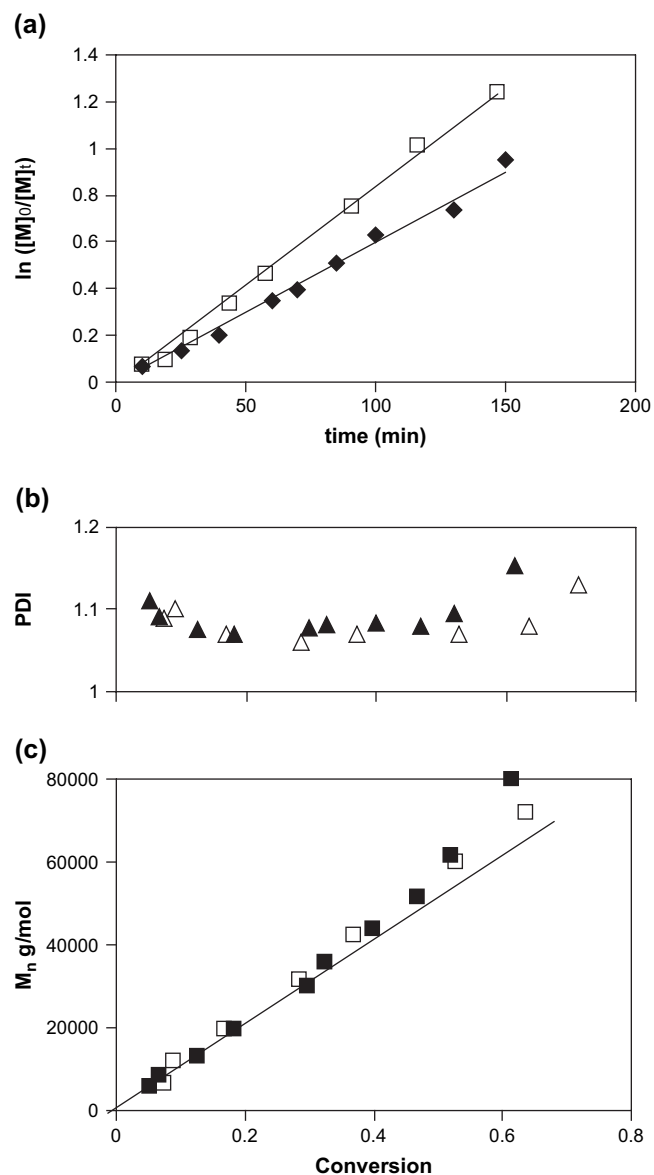 (a)
1.4
1.2
1
0.8
0.6
0.4
0.2
0
ln ([M]0/[M]t)
0 50 100 150 200
time (min)
(b)
1.2
1.1
1
PDI
(c)
80000
60000
40000
20000
0
Mn g/mol
0 0.2 0.4 0.6 0.8
Conversion